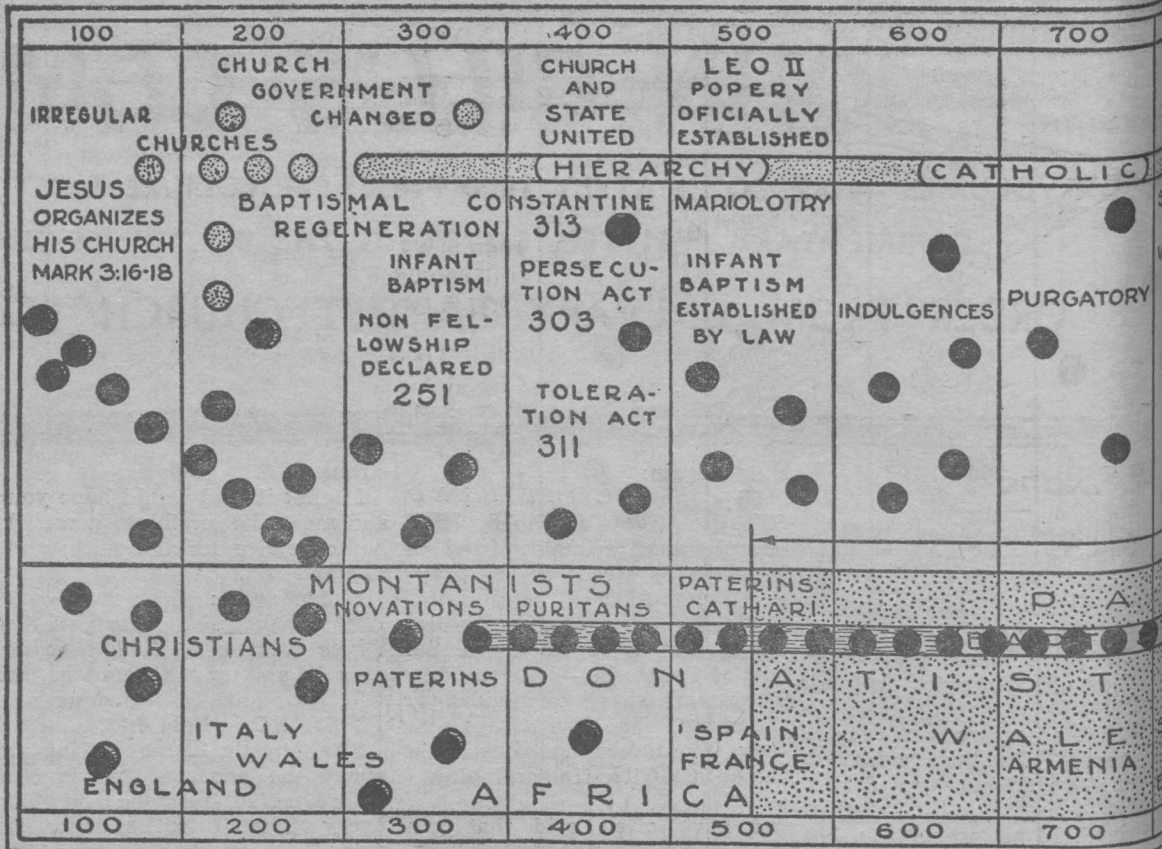 100 200 300 400 500 600 700
IRREGULAR
CHURCHES
CHURCH
GOVERNMENT
CHANGED
CHURCH
AND
STATE
UNITED
LEO II
POPERY
OFICIALLY
ESTABLISHED
(HIERARCHY)
(CATHOLIC)
JESUS
ORGANIZES
HIS CHURCH
MARK 3:16-18
BAPTISMAL
REGENERATION
INFANT
BAPTISM
NON FEL-
LOWSHIP
DECLARED
251
CONSTANTINE
313
PERSECU-
TION ACT
303
TOLERA-
TION ACT
311
MARIOLOTRY
INFANT
BAPTISM
ESTABLISHED
BY LAW
INDULGENCES
PURGATORY
MONTANISTS
NOVATIONS
PURITANS
PATERINS
CATHARI
P A
CHRISTIANS
PATERINS
DONATIST
ITALY
WALES
ENGLAND
AFRICA
SPAIN
FRANCE
WALE
ARMENIA
100 200 300 400 500 600 700